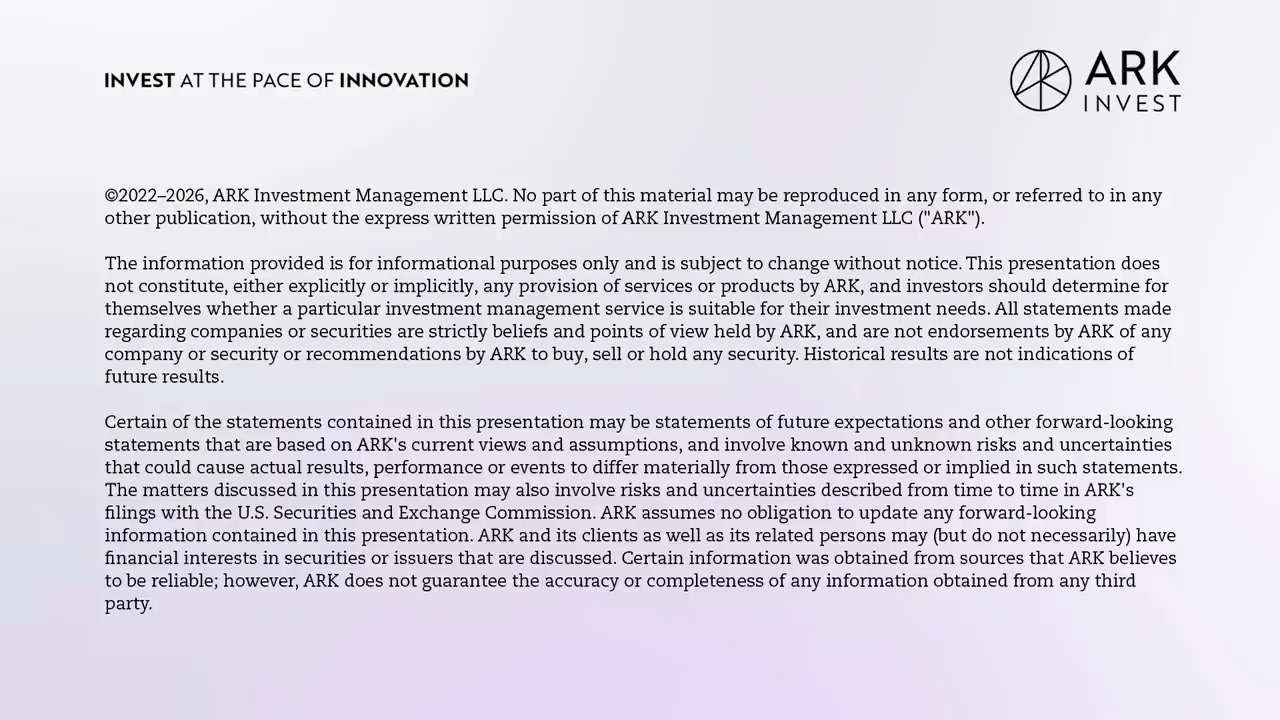 INVEST AT THE PACE OF INNOVATION
ARK
INVEST
©2022–2026, ARK Investment Management LLC. No part of this material may be reproduced in any form, or referred to in any
other publication, without the express written permission of ARK Investment Management LLC ("ARK").
The information provided is for informational purposes only and is subject to change without notice. This presentation does
not constitute, either explicitly or implicitly, any provision of services or products by ARK, and investors should determine for
themselves whether a particular investment management service is suitable for their investment needs. All statements made
regarding companies or securities are strictly beliefs and points of view held by ARK, and are not endorsements by ARK of any
company or security or recommendations by ARK to buy, sell or hold any security. Historical results are not indications of
future results.
Certain of the statements contained in this presentation may be statements of future expectations and other forward-looking
statements that are based on ARK's current views and assumptions, and involve known and unknown risks and uncertainties
that could cause actual results, performance or events to differ materially from those expressed or implied in such statements.
The matters discussed in this presentation may also involve risks and uncertainties described from time to time in ARK's
filings with the U.S. Securities and Exchange Commission. ARK assumes no obligation to update any forward-looking
information contained in this presentation. ARK and its clients as well as its related persons may (but do not necessarily) have
financial interests in securities or issuers that are discussed. Certain information was obtained from sources that ARK believes
to be reliable; however, ARK does not guarantee the accuracy or completeness of any information obtained from any third
party.